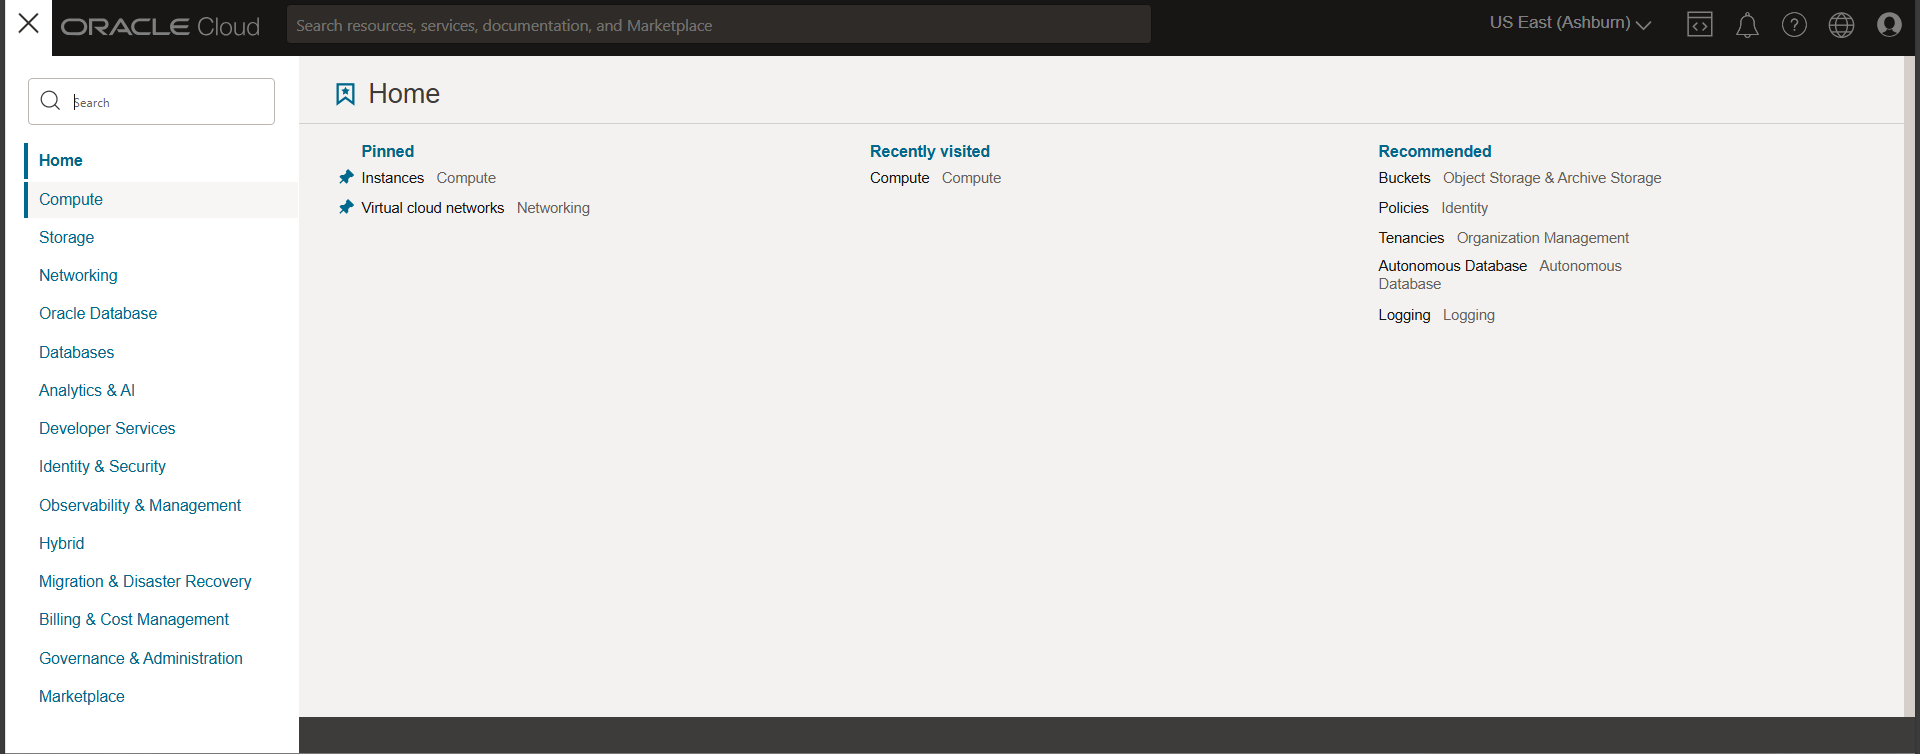 ORACLE Cloud
Search resources, services, documentation, and Marketplace
US East (Ashburn)
Search
Home
Compute
Storage
Networking
Oracle Database
Databases
Analytics & AI
Developer Services
Identity & Security
Observability & Management
Hybrid
Migration & Disaster Recovery
Billing & Cost Management
Governance & Administration
Marketplace
Home
Pinned
Instances Compute
Virtual cloud networks Networking
Recently visited
Compute Compute
Recommended
Buckets Object Storage & Archive Storage
Policies Identity
Tenancies Organization Management
Autonomous Database Autonomous
Database
Logging Logging